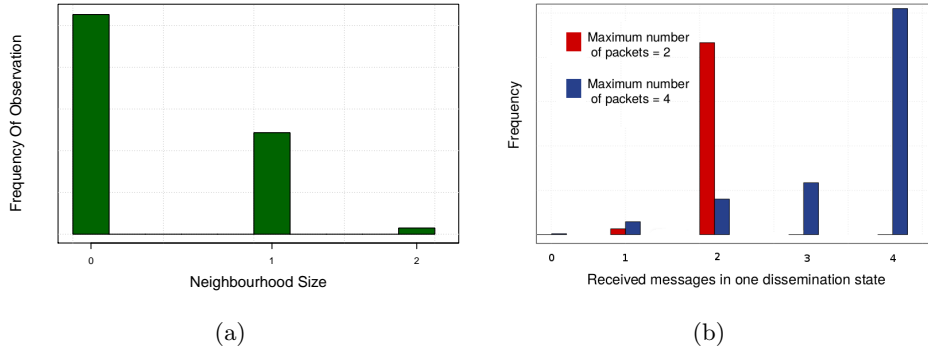 Frequency Of Observation
0
1
2
Neighbourhood Size
(a)
Maximum number
of packets = 2
Maximum number
of packets = 4
Frequency
0
1
2
3
4
Received messages in one dissemination state
(b)